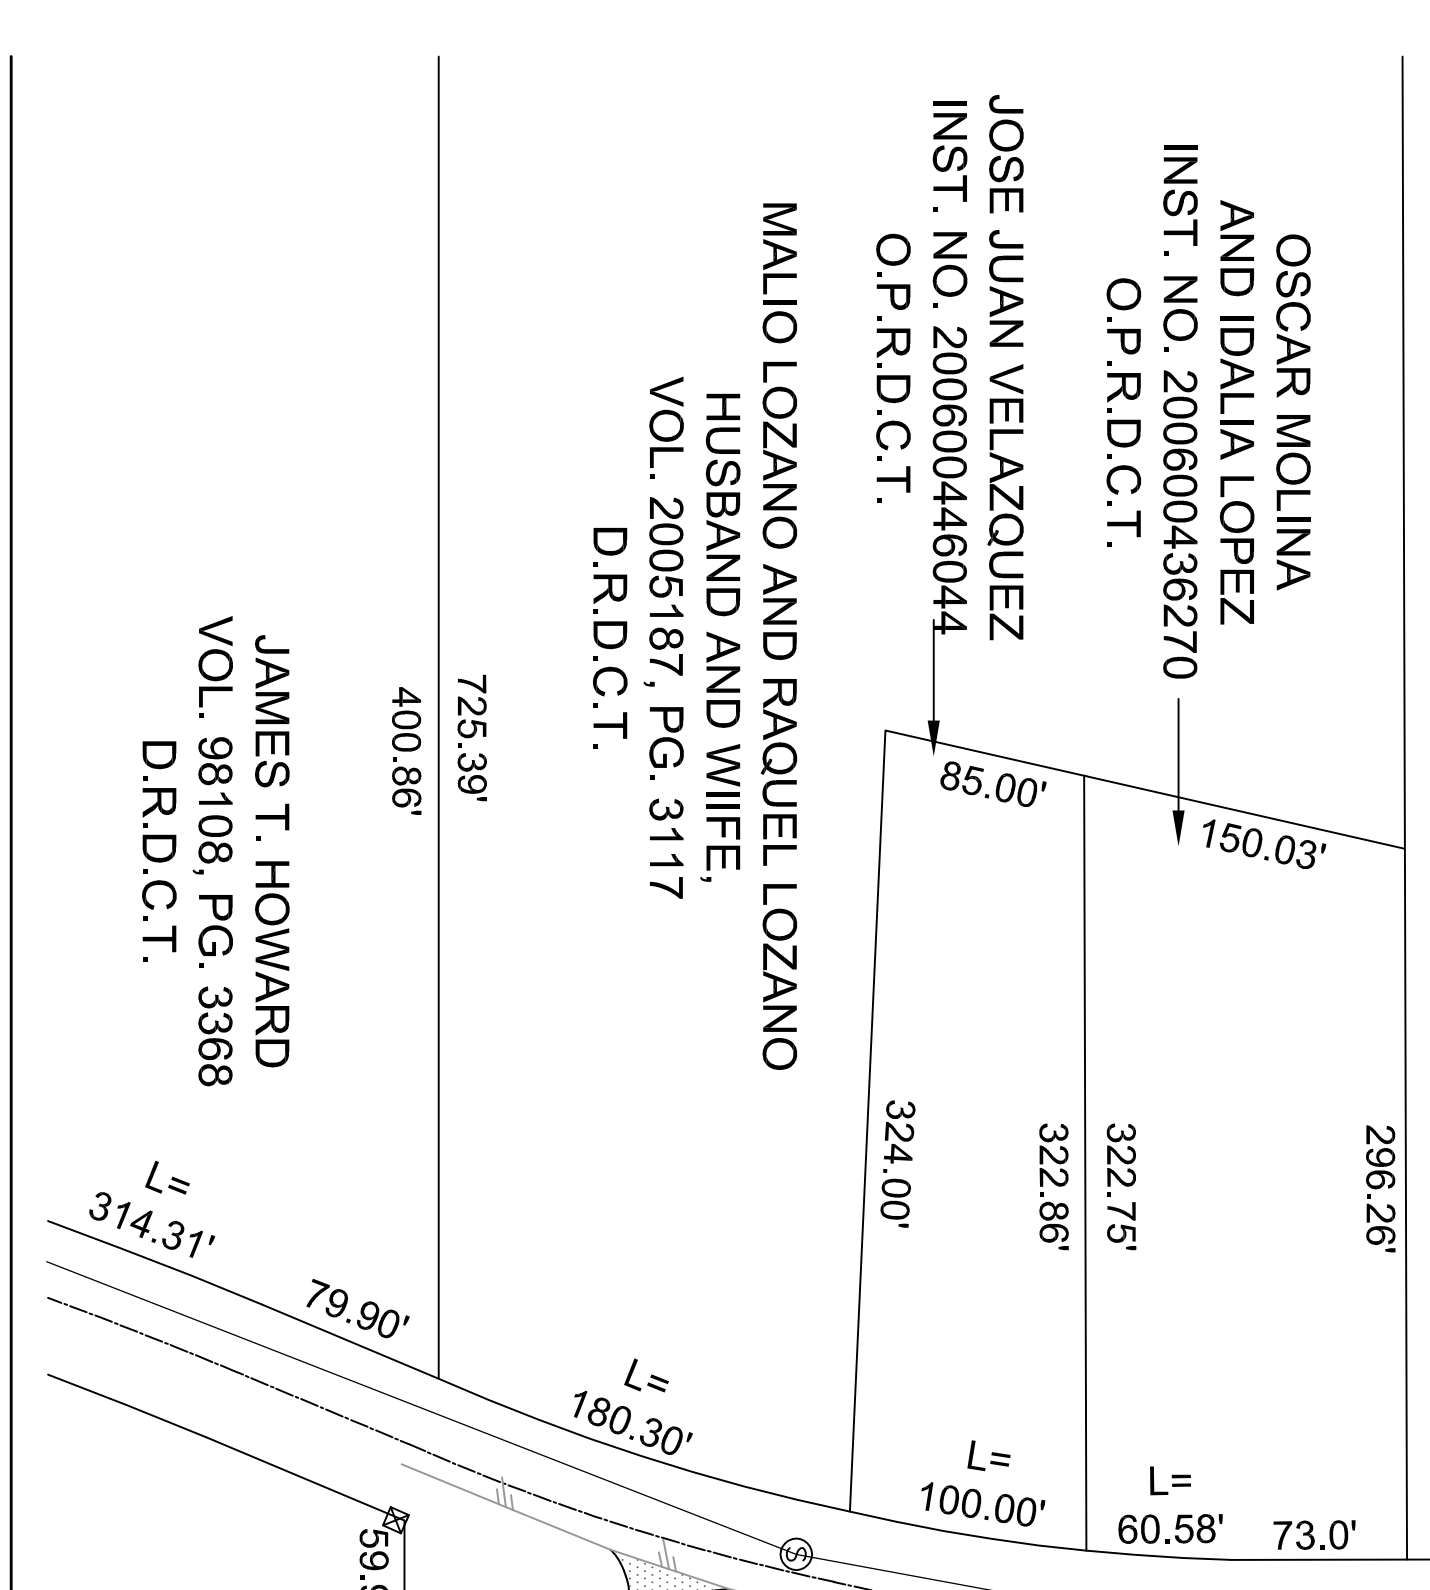 OSCAR MOLINA
AND IDALIA LOPEZ
INST. NO. 200600436270
O.P.R.D.C.T.
JOSE JUAN VELAZQUEZ
INST. NO. 200600446044
O.P.R.D.C.T.
MALIO LOZANO AND RAQUEL LOZANO
HUSBAND AND WIIFE,
VOL. 2005187, PG. 3117
D.R.D.C.T.
725.39'
400.86'
JAMES T. HOWARD
VOL. 98108, PG. 3368
D.R.D.C.T.
85.00'
150.03'
296.26'
322.75'
322.86'
324.00'
L=
314.31'
79.90'
L=
180.30'
L=
100.00'
L=
60.58'
73.0'
S